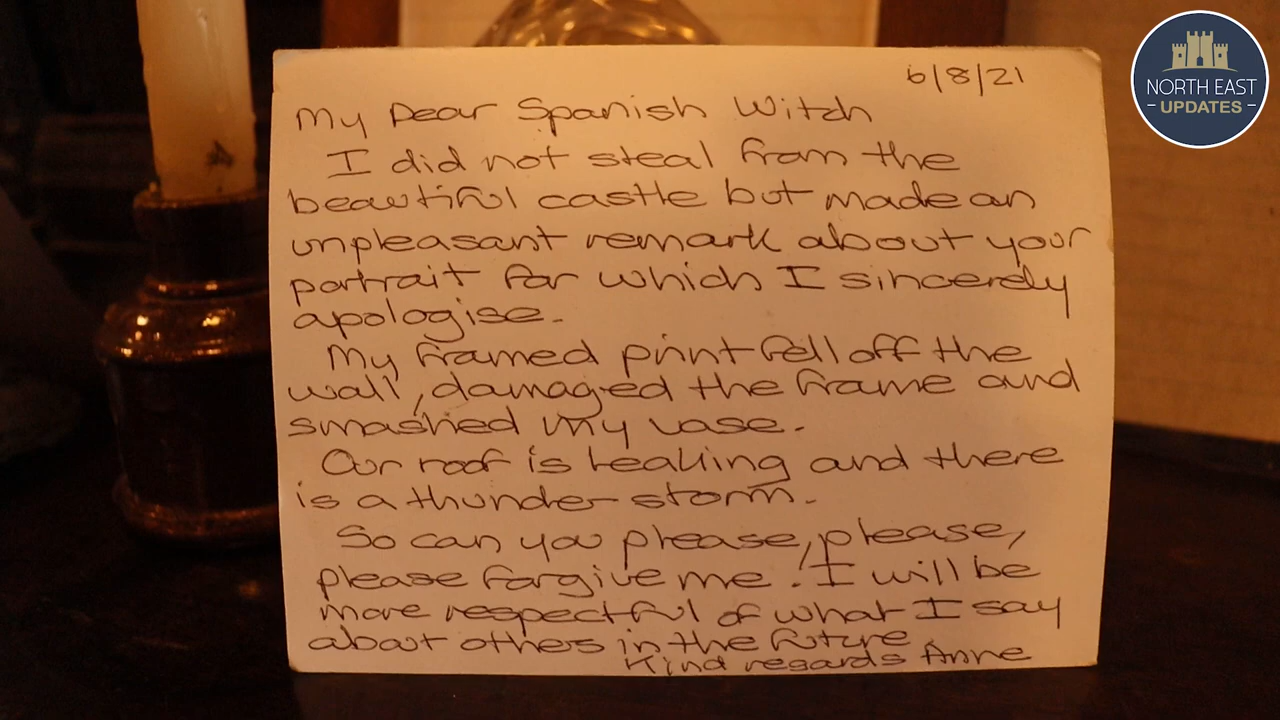 6/8/21
My Dear Spanish Witch
I did not steal from the
beautiful castle but made an
unpleasant remark about your
portrait for which I sincerely
apologise.
My framed print fell off the
wall, damaged the frame and
smashed my vase.
Our roof is leaking and there
is a thunder storm.
So can you please, please,
please forgive me! I will be
more respectful of what I say
about others in the future
Kind regards Anne
NORTH EAST
- UPDATES -